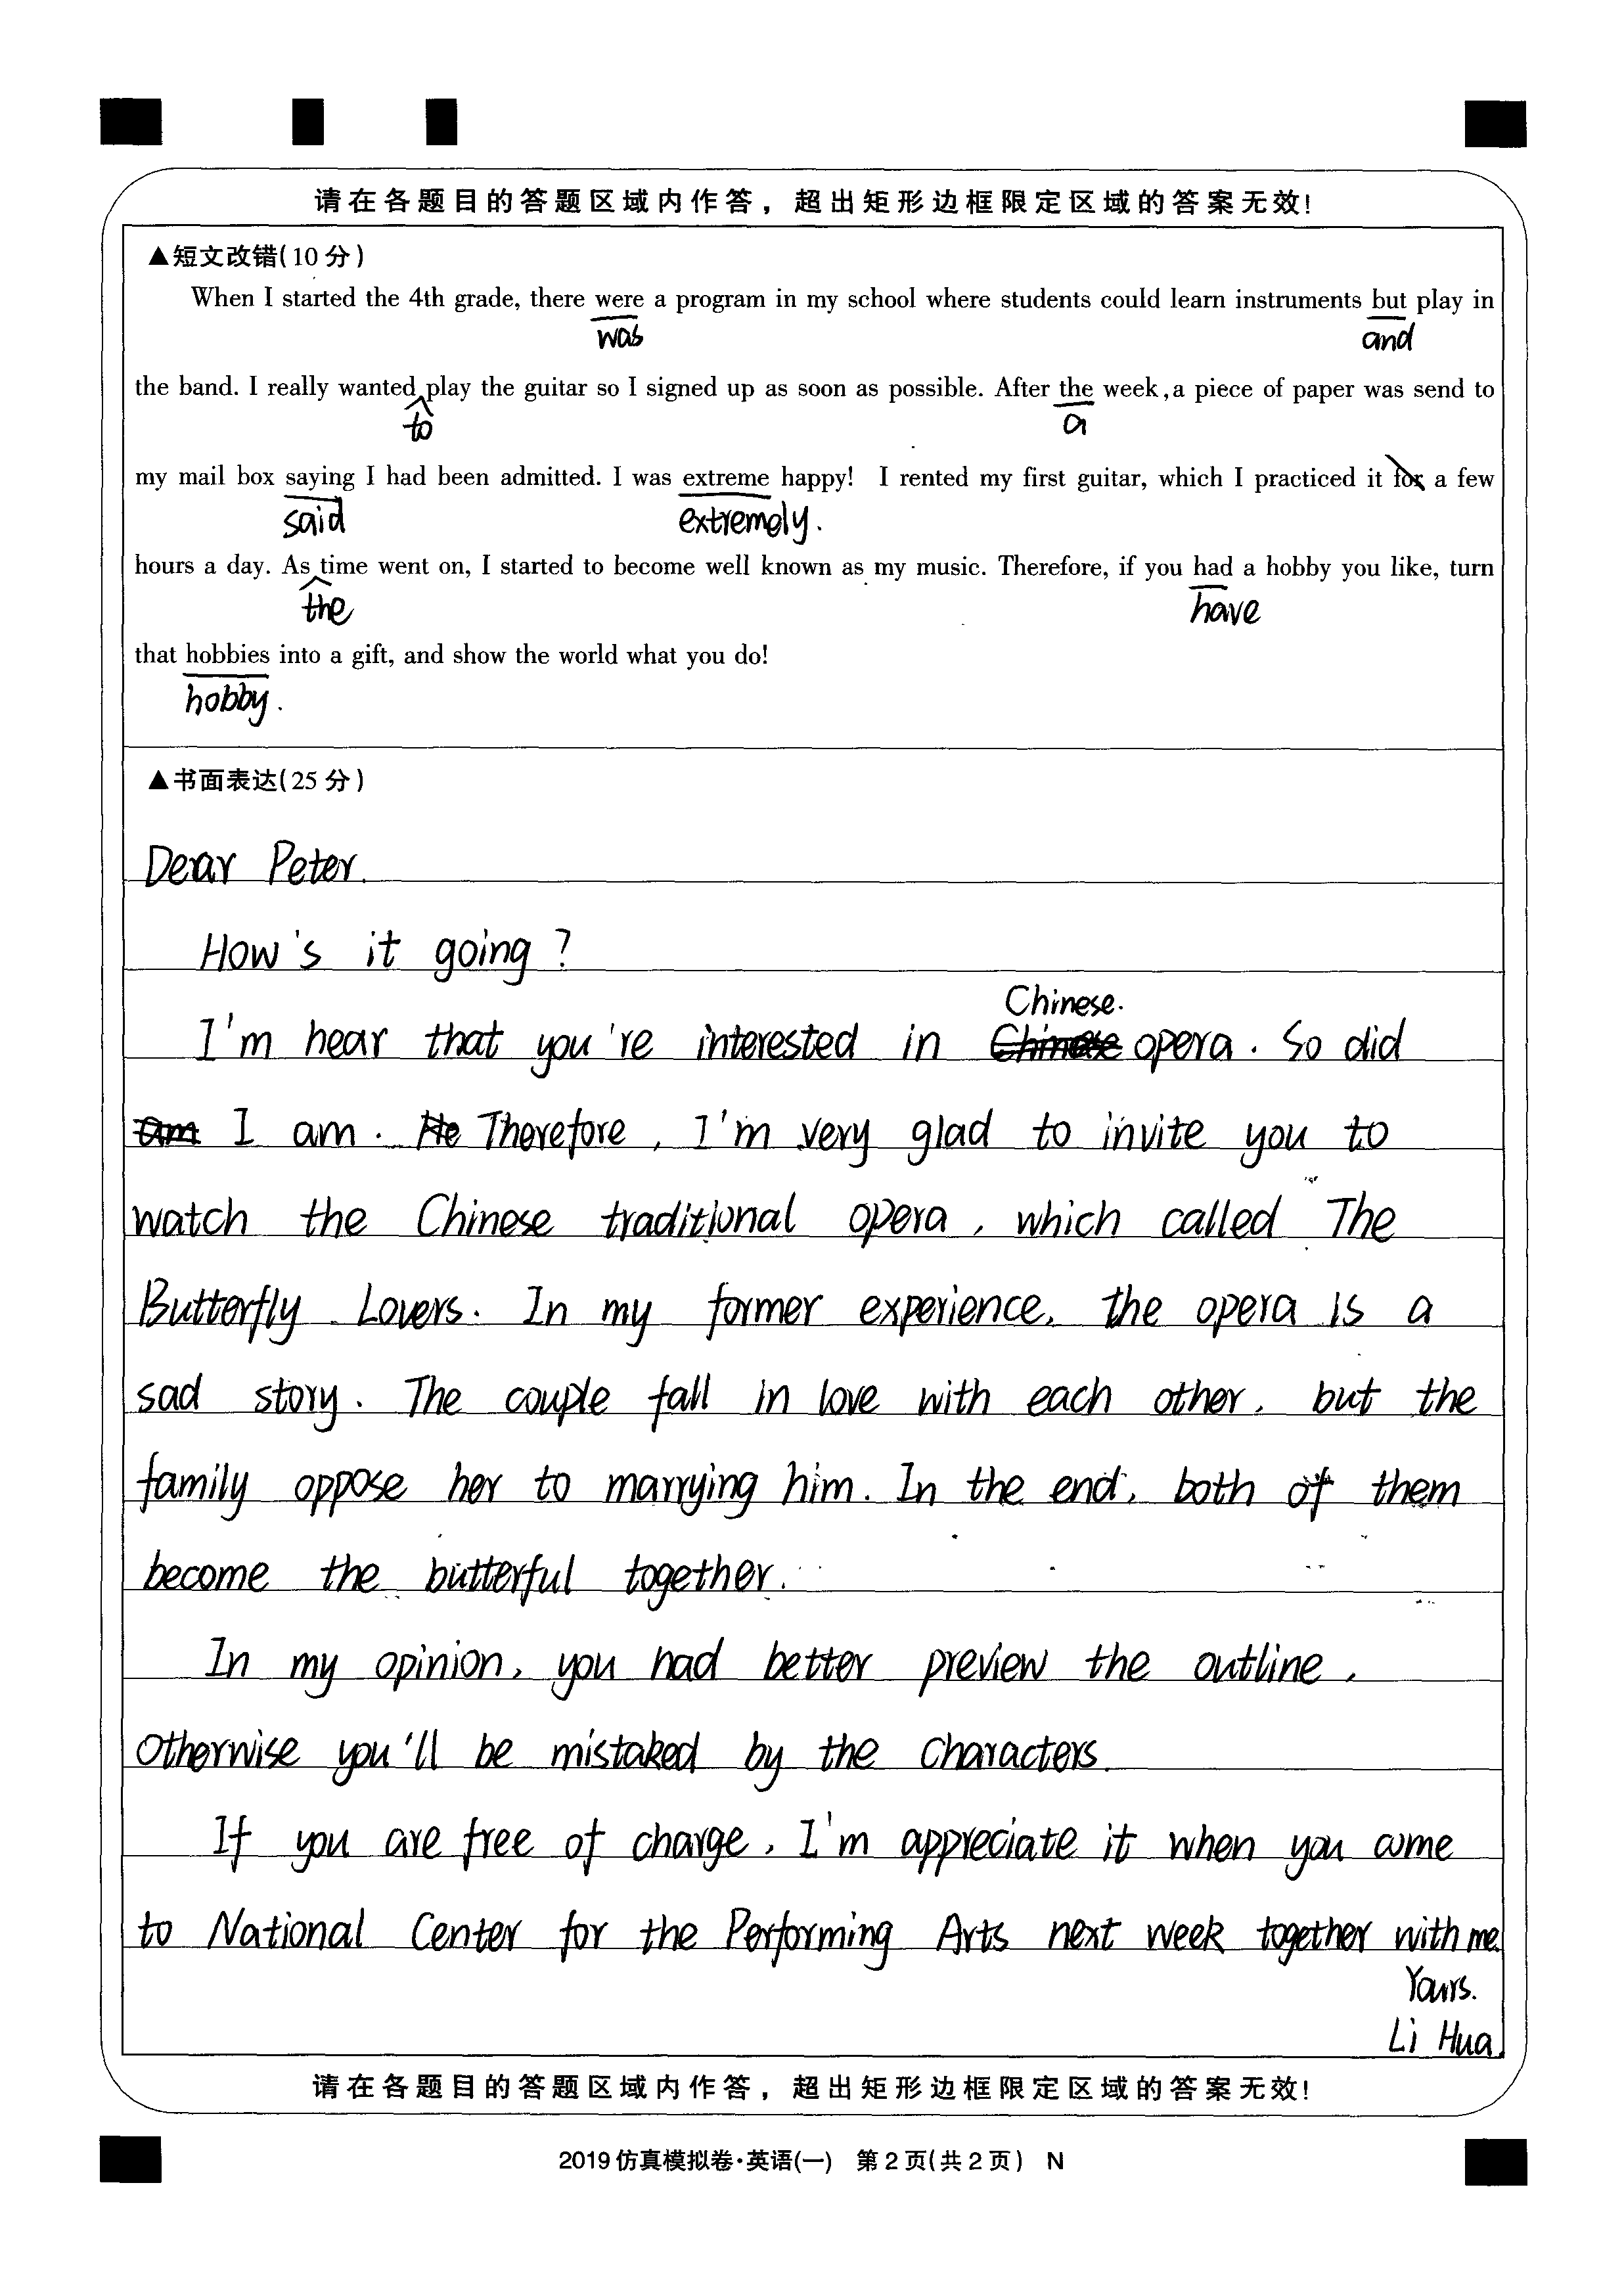 请在各题目的答题区域内作答，超出矩形边框限定区域的答案无效!
▲短文改错(10分)
When I started the 4th grade, there were a program in my school where students could learn instruments but play in
was and
the band. I really wanted play the guitar so I signed up as soon as possible. After the week, a piece of paper was send to
to a
my mail box saying I had been admitted. I was extreme happy! I rented my first guitar, which I practiced it for a few
said extremely.
hours a day. As time went on, I started to become well known as my music. Therefore, if you had a hobby you like, turn
the have
that hobbies into a gift, and show the world what you do!
hobby.
▲书面表达(25分)
Dear Peter.
How's it going?
Chinese.
I'm hear that you're interested in Chinese opera. So did
am I am. He Therefore, I'm very glad to invite you to
watch the Chinese traditional opera, which called The
Butterfly Lovers. In my former experience, the opera is a
sad story. The couple fall in love with each other, but the
family oppose her to marrying him. In the end, both of them
become the butterful together.
In my opinion, you had better preview the outline,
otherwise you'll be mistaked by the characters.
If you are free of charge, I'm appreciate it when you come
to National Center for the Performing Arts next week together with me.
Yours.
Li Hua.
请在各题目的答题区域内作答，超出矩形边框限定区域的答案无效!
2019仿真模拟卷·英语(一) 第2页(共2页) N